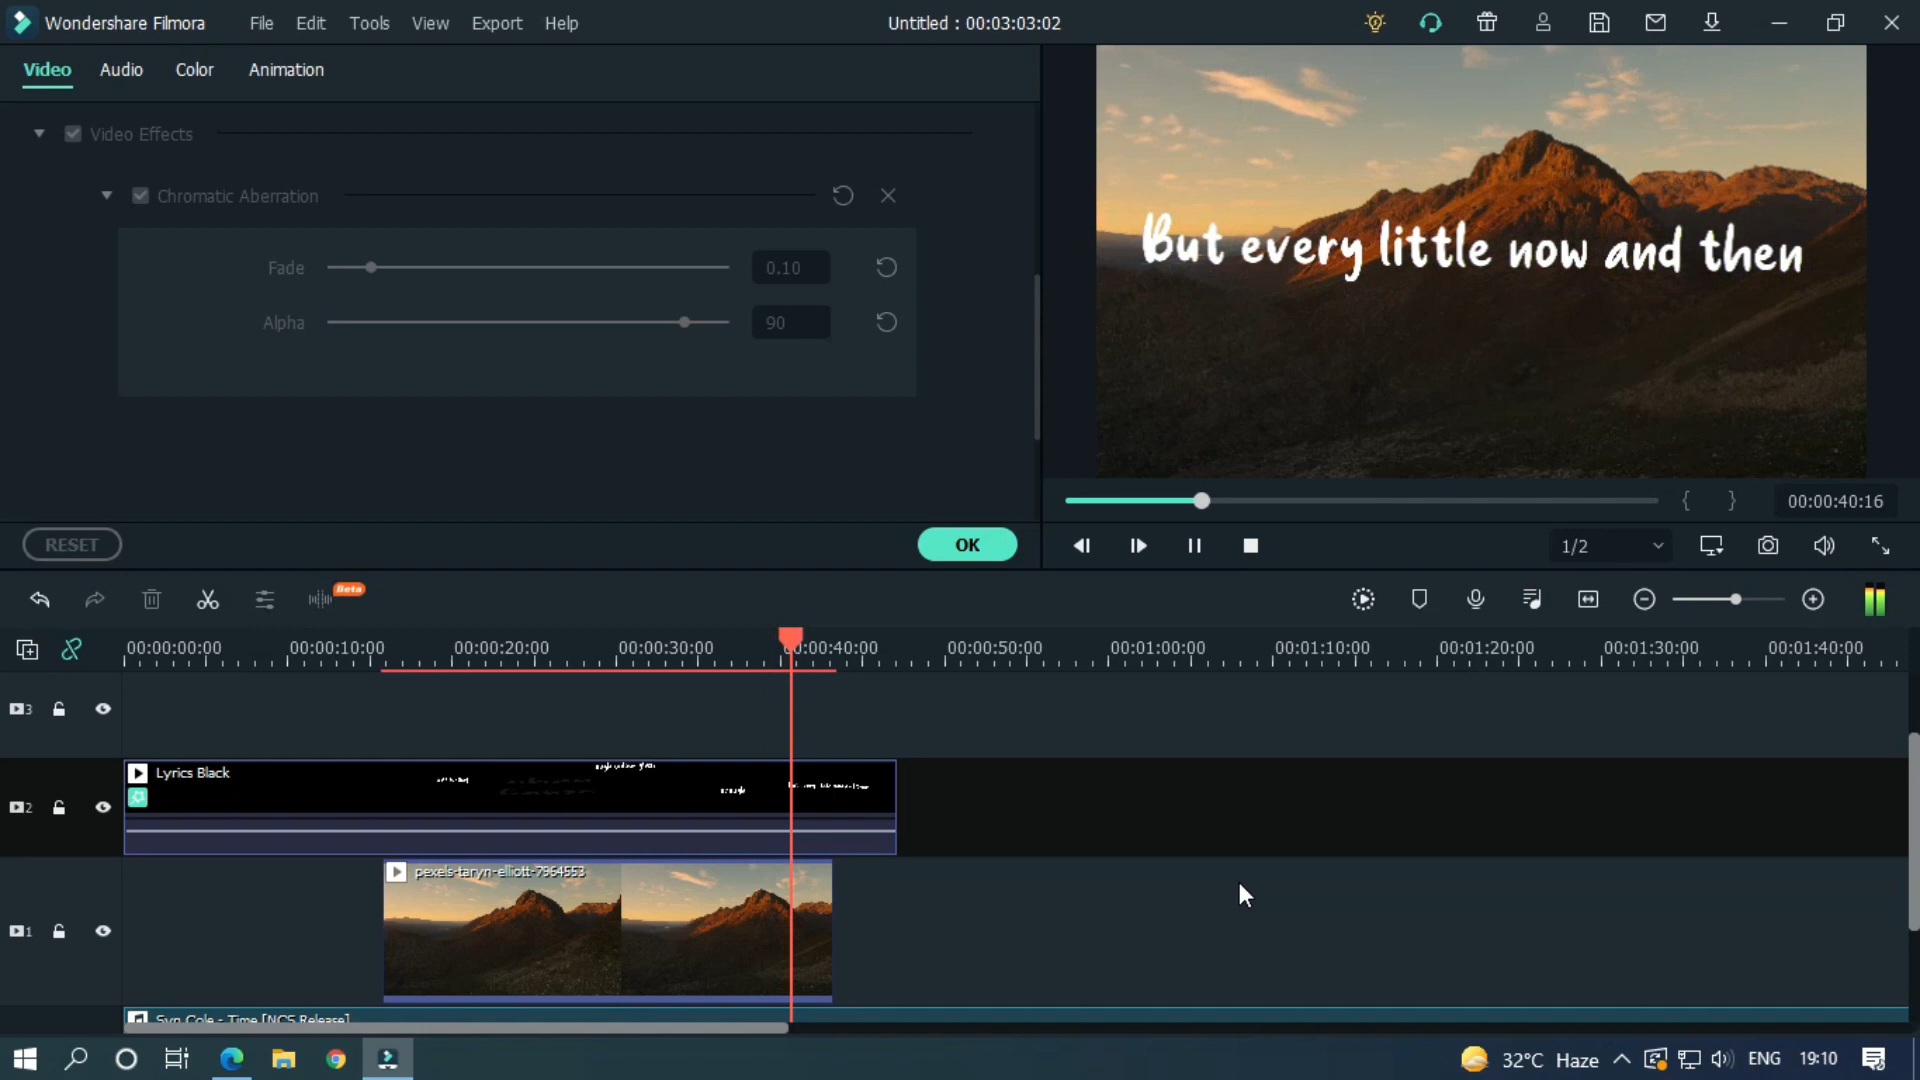 Wondershare Filmora
File Edit Tools View Export Help
Untitled : 00:03:03:02
Video Audio Color Animation
Video Effects
Chromatic Aberration
Fade 0.10
Alpha 90
RESET OK
But every little now and then
00:00:40:16
1/2
Beta
00:00:00:00 00:00:10:00 00:00:20:00 00:00:30:00 00:00:40:00 00:00:50:00 00:01:00:00 00:01:10:00 00:01:20:00 00:01:30:00 00:01:40:00
3
Lyrics Black
2
pexels-taryn-elliott-7964553
1
Syn Cole - Time [NCS Release]
32°C Haze ENG 19:10